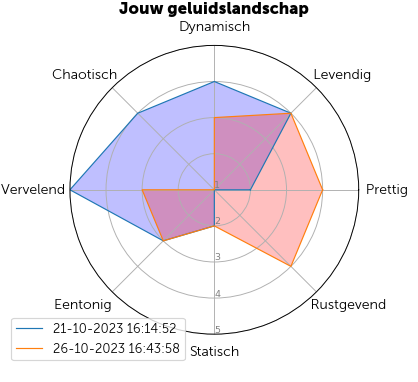 Jouw geluidslandschap
Dynamisch
Chaotisch
Levendig
Vervelend
Prettig
1
2
3
4
5
Eentonig
Rustgevend
Statisch
21-10-2023 16:14:52
26-10-2023 16:43:58